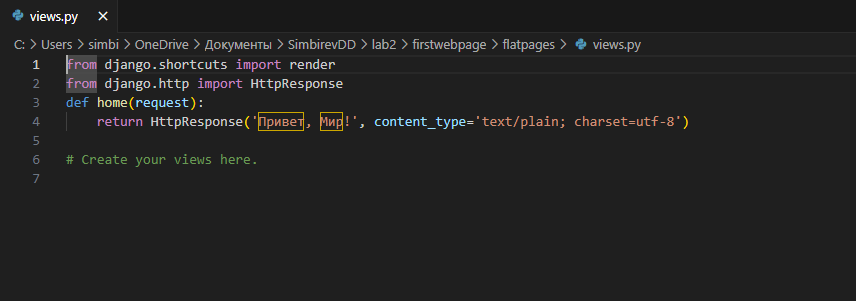 views.py
C: > Users > simbi > OneDrive > Документы > SimbirevDD > lab2 > firstwebpage > flatpages > views.py
1 from django.shortcuts import render
2 from django.http import HttpResponse
3 def home(request):
4     return HttpResponse('Привет, Мир!', content_type='text/plain; charset=utf-8')
5
6 # Create your views here.
7